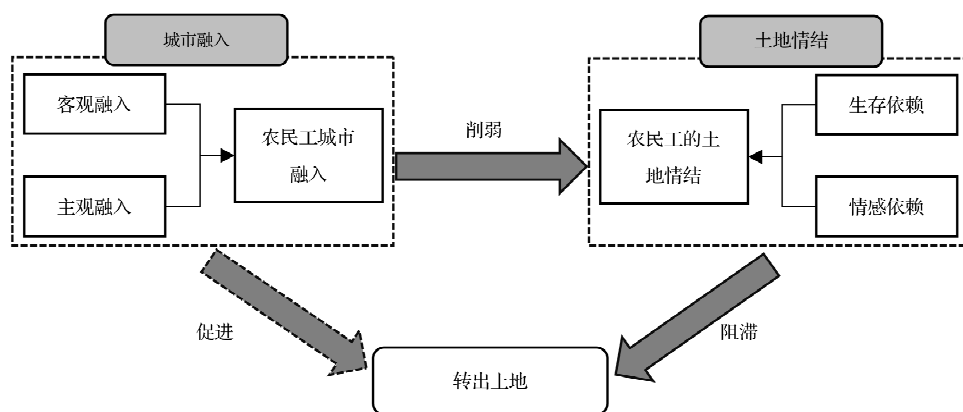 城市融入
土地情结
客观融入
主观融入
农民工城市
融入
削弱
农民工的土
地情结
生存依赖
情感依赖
促进
阻滞
转出土地